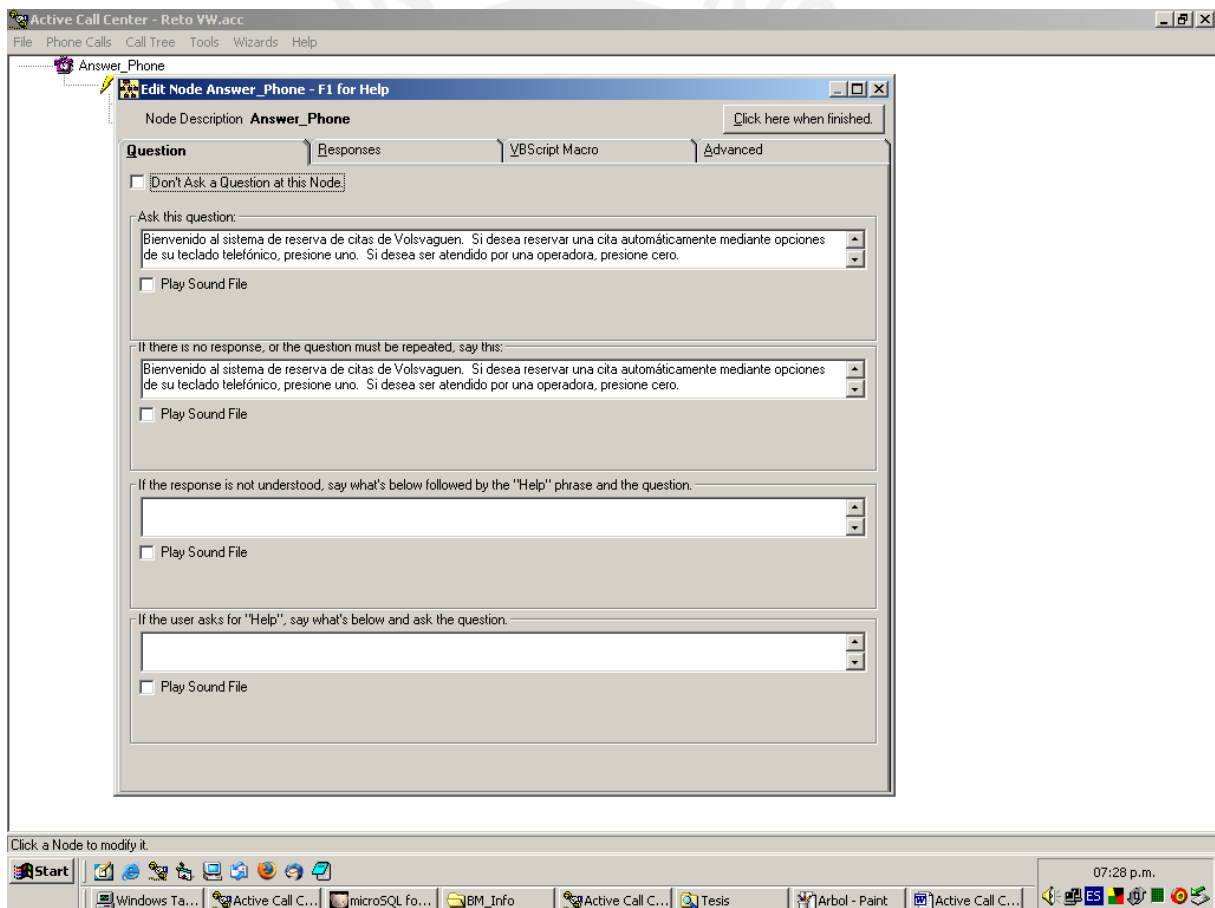 Active Call Center - Reto VW.acc
File Phone Calls Call Tree Tools Wizards Help
Answer_Phone
Edit Node Answer_Phone - F1 for Help
Node Description Answer_Phone
Click here when finished.
Question Responses VBScript Macro Advanced
Don't Ask a Question at this Node.
Ask this question:
Bienvenido al sistema de reserva de citas de Volsvaguen. Si desea reservar una cita automáticamente mediante opciones
de su teclado telefónico, presione uno. Si desea ser atendido por una operadora, presione cero.
Play Sound File
If there is no response, or the question must be repeated, say this:
Bienvenido al sistema de reserva de citas de Volsvaguen. Si desea reservar una cita automáticamente mediante opciones
de su teclado telefónico, presione uno. Si desea ser atendido por una operadora, presione cero.
Play Sound File
If the response is not understood, say what's below followed by the "Help" phrase and the question.
Play Sound File
If the user asks for "Help", say what's below and ask the question.
Play Sound File
Click a Node to modify it.
Start
07:28 p.m.
Windows Ta... Active Call C... microSQL fo... BM_Info Active Call C... Tesis Arbol - Paint Active Call C... ES